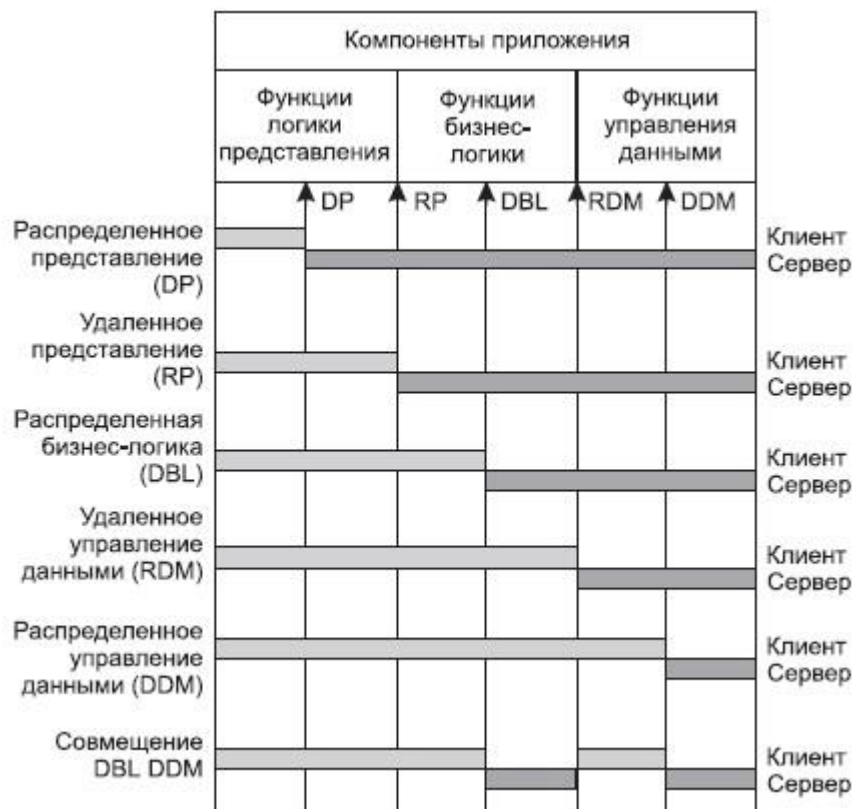 Компоненты приложения
Функции
логики
представления
Функции
бизнес-
логики
Функции
управления
данными
DP
RP
DBL
RDM
DDM
Распределенное
представление
(DP)
Клиент
Сервер
Удаленное
представление
(RP)
Клиент
Сервер
Распределенная
бизнес-логика
(DBL)
Клиент
Сервер
Удаленное
управление
данными (RDM)
Клиент
Сервер
Распределенное
управление
данными (DDM)
Клиент
Сервер
Совмещение
DBL DDM
Клиент
Сервер